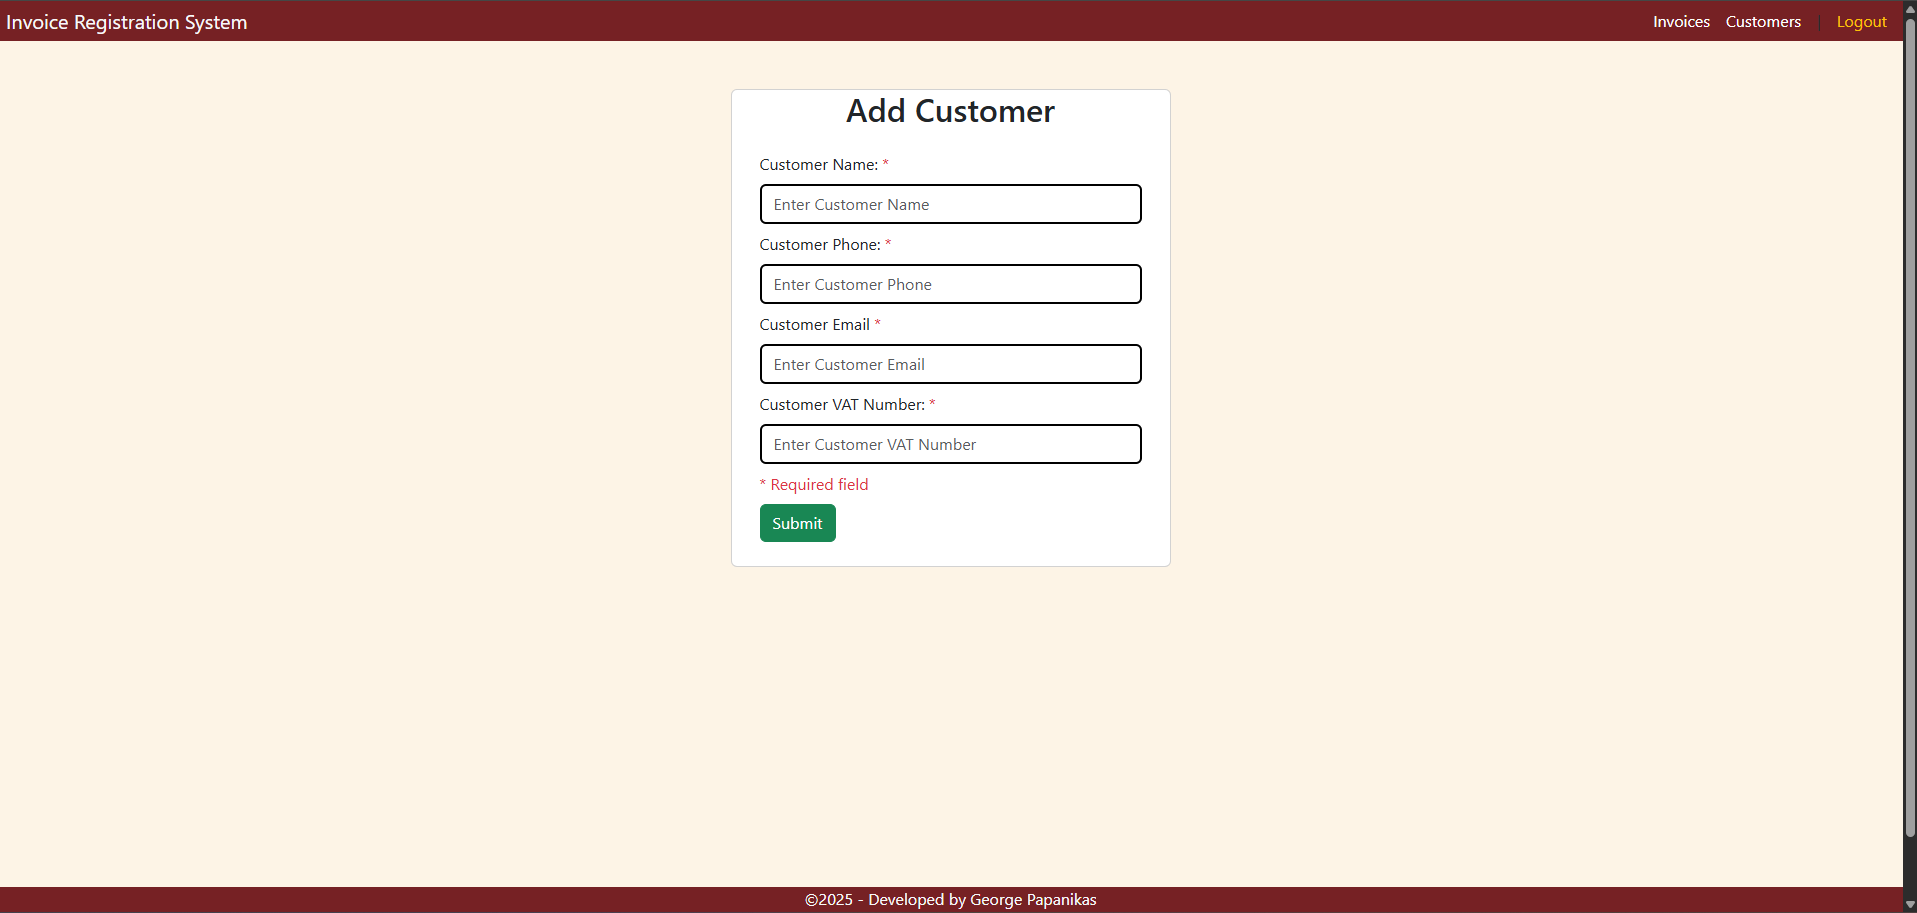 Invoice Registration System
Invoices Customers | Logout
Add Customer
Customer Name: *
Enter Customer Name
Customer Phone: *
Enter Customer Phone
Customer Email *
Enter Customer Email
Customer VAT Number: *
Enter Customer VAT Number
* Required field
Submit
©2025 - Developed by George Papanikas